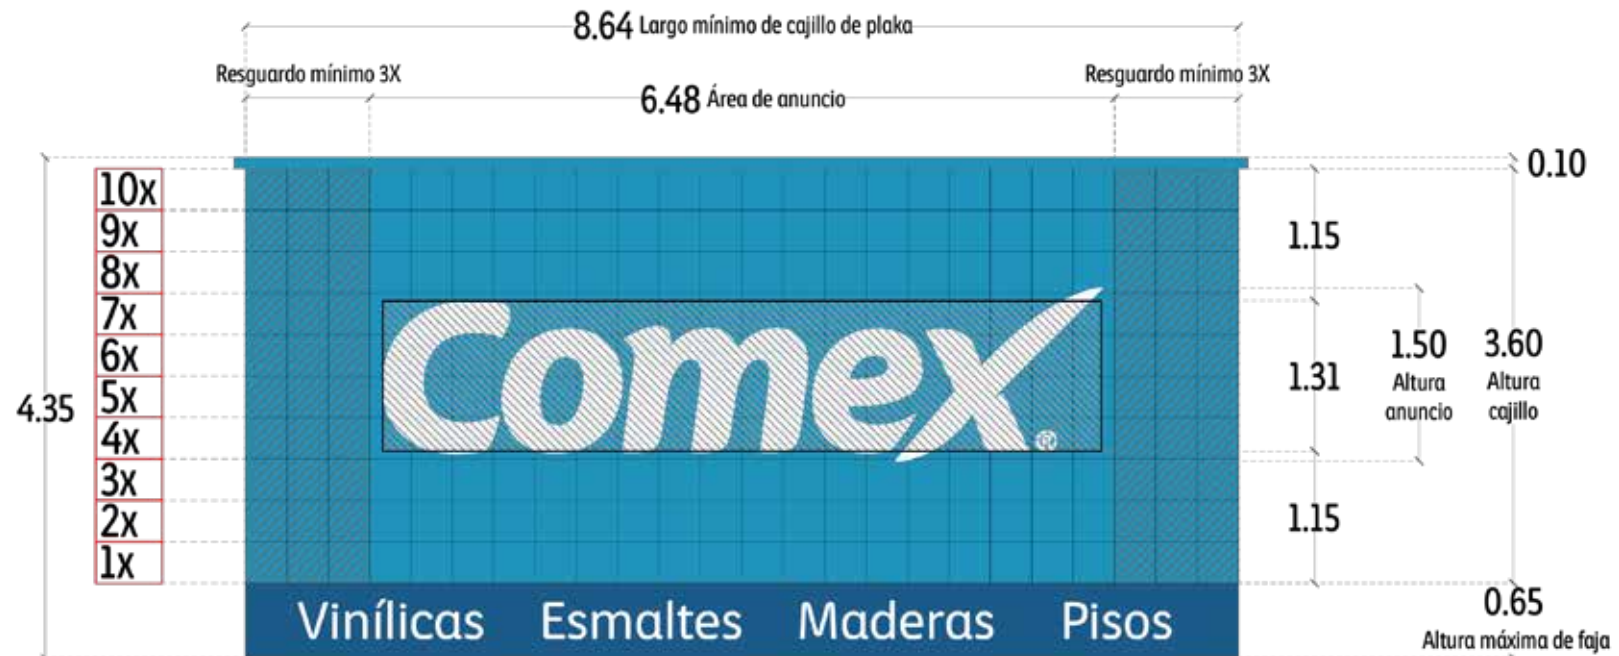 8.64 Largo mínimo de cajillo de plaka
Resguardo mínimo 3X
Resguardo mínimo 3X
6.48 Área de anuncio
0.10
10x
9x
8x
7x
6x
5x
4x
3x
2x
1x
4.35
Comex®
1.15
1.31
1.15
1.50
Altura
anuncio
3.60
Altura
cajillo
Vinílicas Esmaltes Maderas Pisos
0.65
Altura máxima de faja